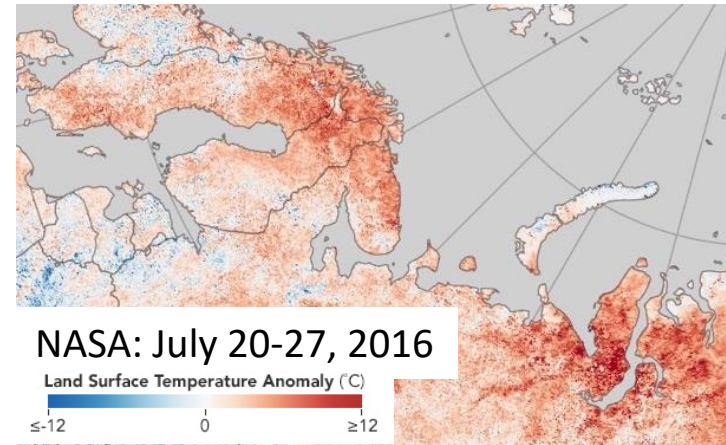 NASA: July 20-27, 2016
Land Surface Temperature Anomaly (°C)
≤-12 0 ≥12